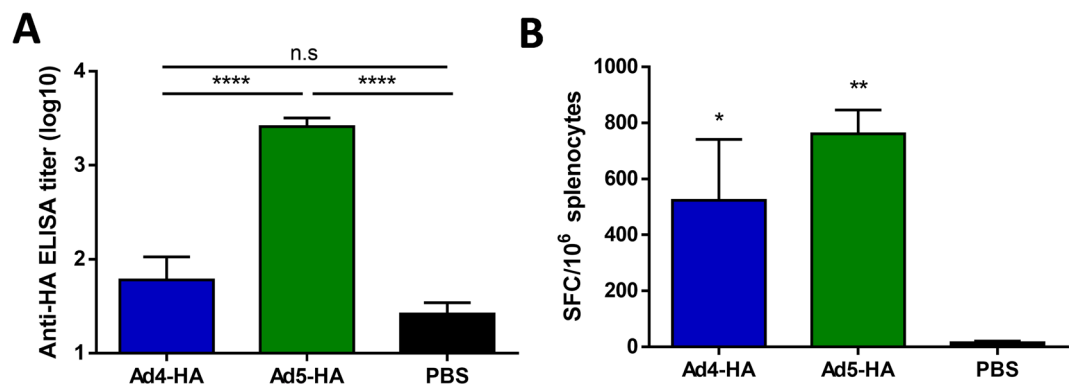 A
n.s
****
****
Anti-HA ELISA titer (log10)
4
3
2
1
Ad4-HA Ad5-HA PBS
B
*
**
SFC/10⁶ splenocytes
1000
800
600
400
200
0
Ad4-HA Ad5-HA PBS